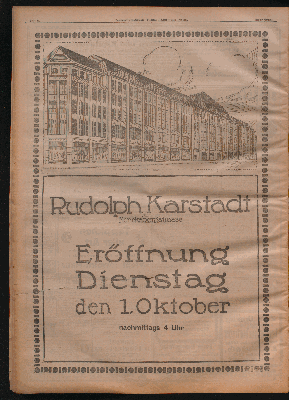 Rudolph Karstadt
Eröffnung
Dienstag
den 1. Oktober
nachmittags 4 Uhr